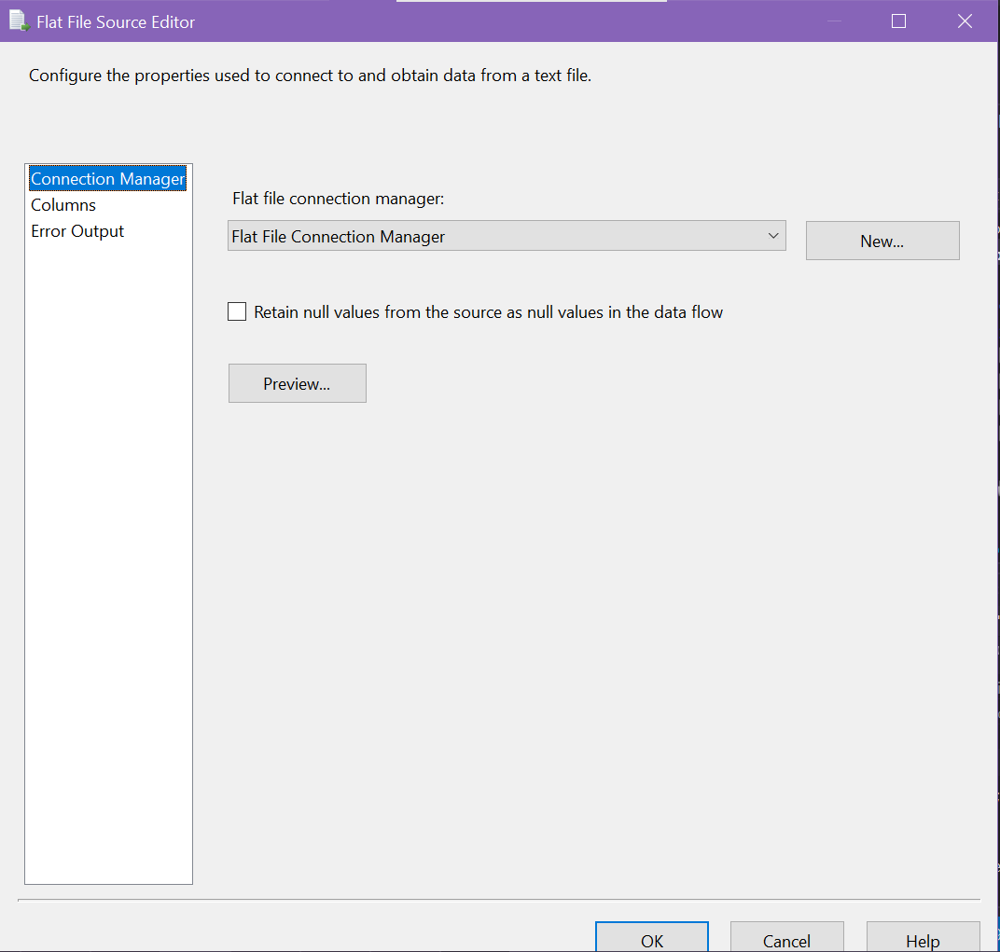 Flat File Source Editor
Configure the properties used to connect to and obtain data from a text file.
Connection Manager
Columns
Error Output
Flat file connection manager:
Flat File Connection Manager
New...
Retain null values from the source as null values in the data flow
Preview...
OK
Cancel
Help